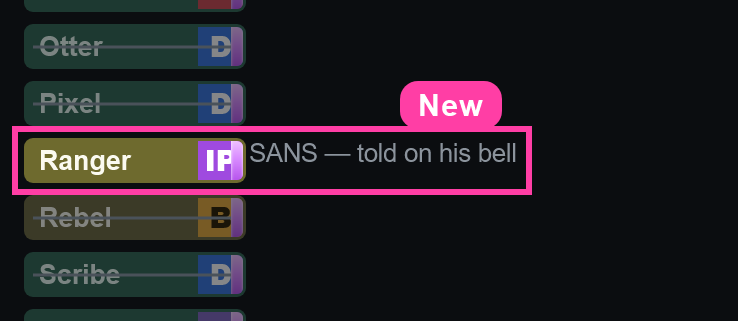 Otter D
Pixel D
New
Ranger IP SANS — told on his bell
Rebel B
Scribe D